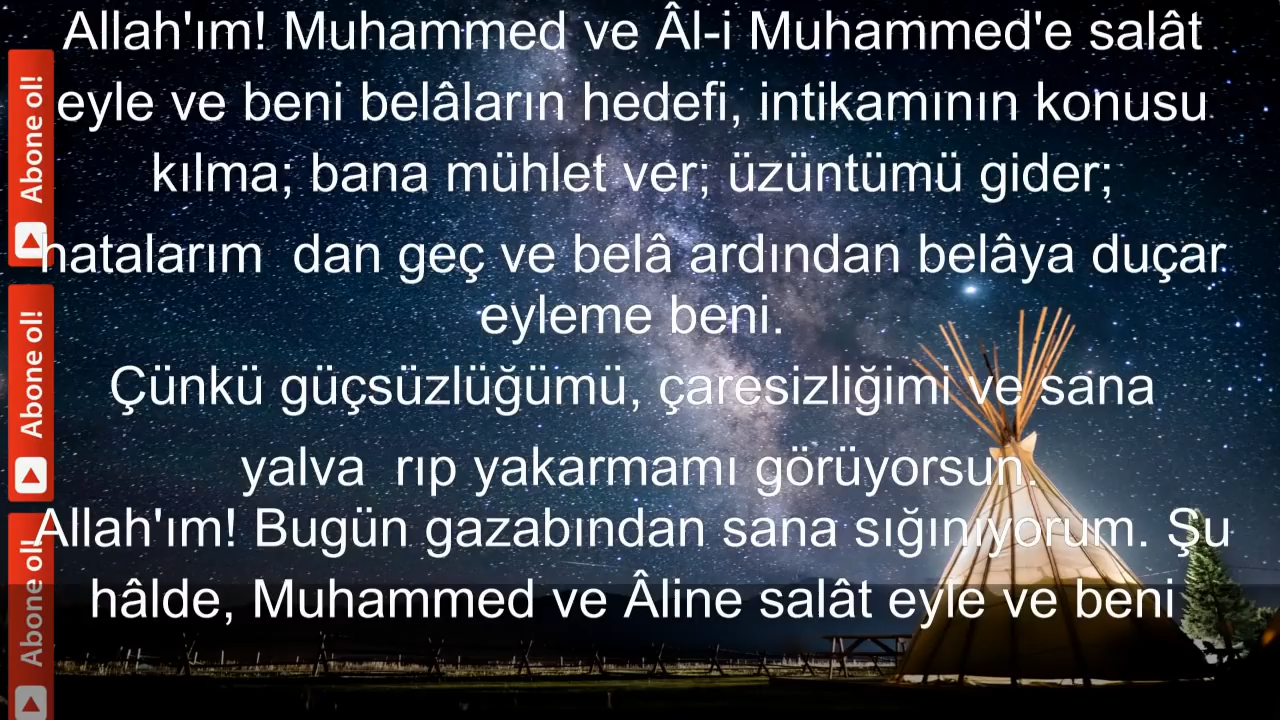 Allah'ım! Muhammed ve Âl-i Muhammed'e salât
eyle ve beni belâların hedefi, intikamının konusu
kılma; bana mühlet ver; üzüntümü gider;
hatalarım  dan geç ve belâ ardından belâya duçar
eyleme beni.
Çünkü güçsüzlüğümü, çaresizliğimi ve sana
yalva  rıp yakarmamı görüyorsun.
Allah'ım! Bugün gazabından sana sığınıyorum. Şu
hâlde, Muhammed ve Âline salât eyle ve beni
Abone ol!
Abone ol!
Abone ol!